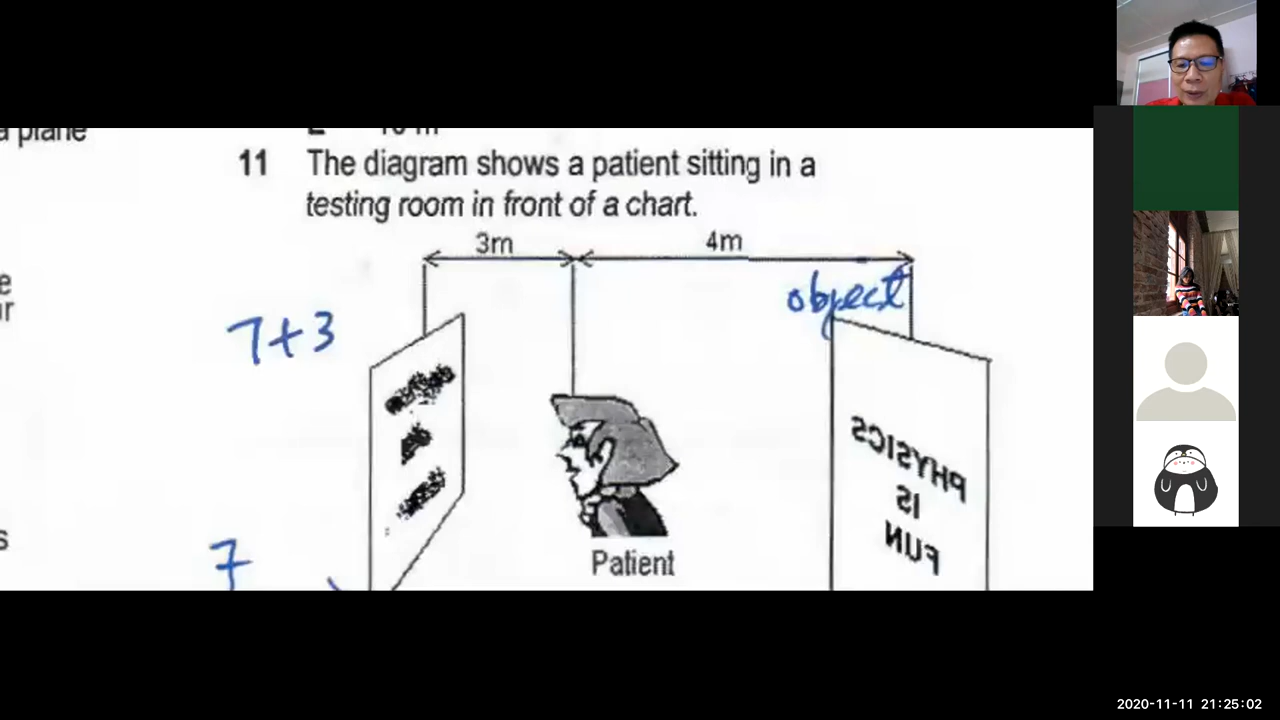 a plane
11 The diagram shows a patient sitting in a
testing room in front of a chart.
3m
4m
object
7+3
PHYSICS
IS
FUN
7
Patient
2020-11-11 21:25:02